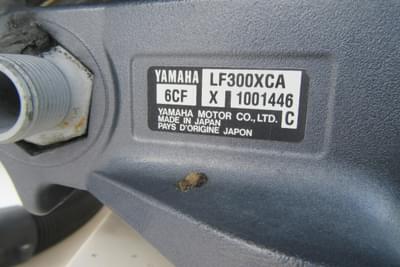 YAMAHA LF300XCA
6CF X 1001446
YAMAHA MOTOR CO., LTD.
MADE IN JAPAN
PAYS D'ORIGINE JAPON C